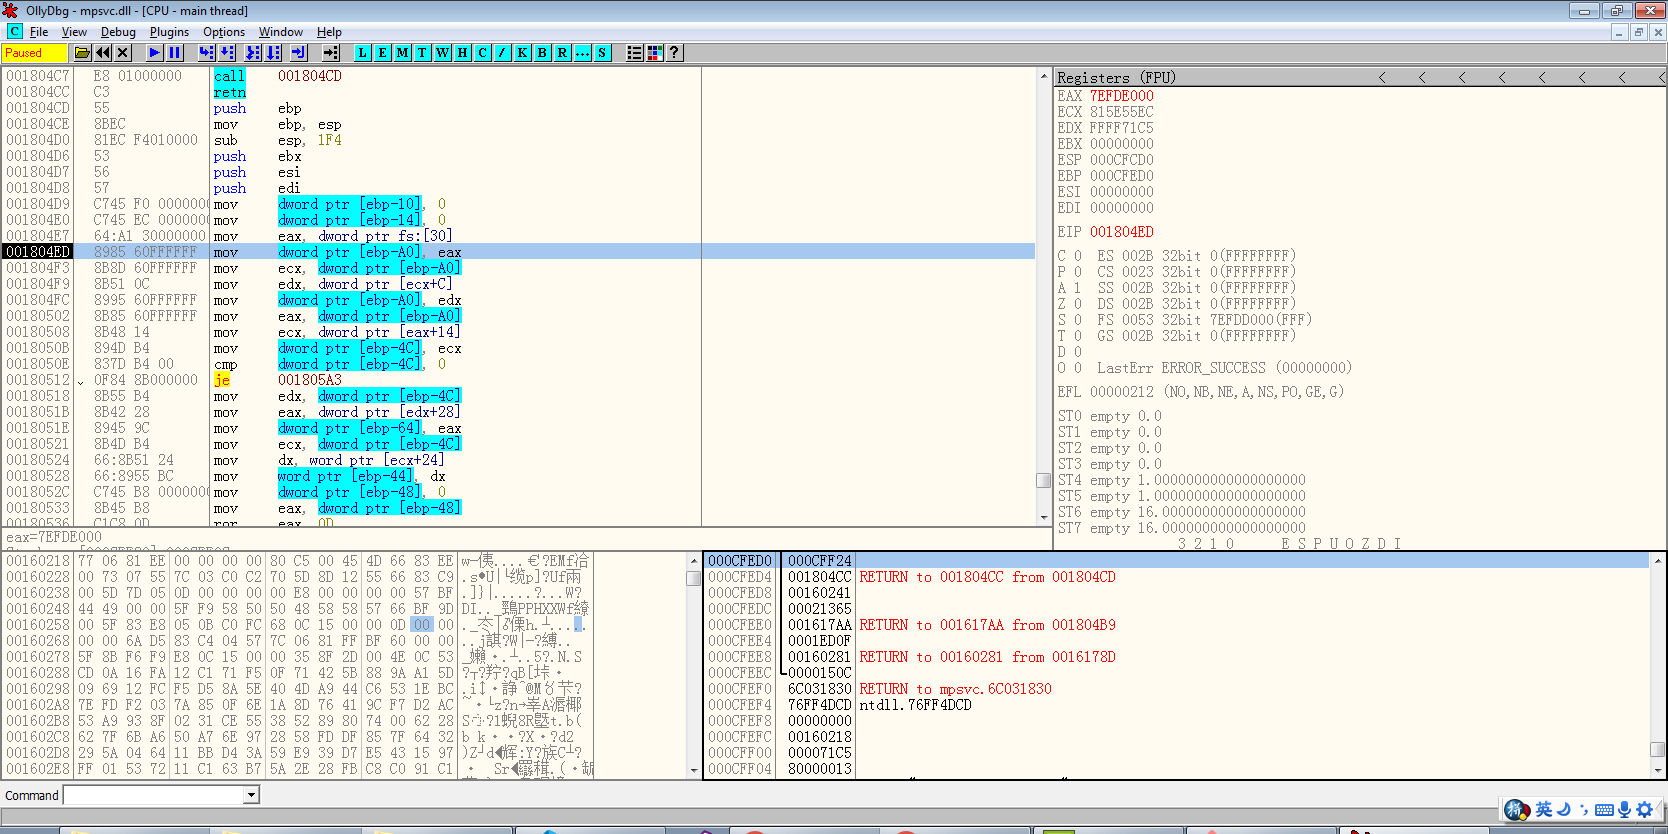 OllyDbg - mpsvc.dll - [CPU - main thread]
C File View Debug Plugins Options Window Help
Paused L E M T W H C / K B R ... S ?
001804C7 E8 01000000 call 001804CD
001804CC C3 retn
001804CD 55 push ebp
001804CE 8BEC mov ebp, esp
001804D0 81EC F4010000 sub esp, 1F4
001804D6 53 push ebx
001804D7 56 push esi
001804D8 57 push edi
001804D9 C745 F0 0000000 mov dword ptr [ebp-10], 0
001804E0 C745 EC 0000000 mov dword ptr [ebp-14], 0
001804E7 64:A1 30000000 mov eax, dword ptr fs:[30]
001804ED 8985 60FFFFFF mov dword ptr [ebp-A0], eax
001804F3 8B8D 60FFFFFF mov ecx, dword ptr [ebp-A0]
001804F9 8B51 0C mov edx, dword ptr [ecx+C]
001804FC 8995 60FFFFFF mov dword ptr [ebp-A0], edx
00180502 8B85 60FFFFFF mov eax, dword ptr [ebp-A0]
00180508 8B48 14 mov ecx, dword ptr [eax+14]
0018050B 894D B4 mov dword ptr [ebp-4C], ecx
0018050E 837D B4 00 cmp dword ptr [ebp-4C], 0
00180512 0F84 8B000000 je 001805A3
00180518 8B55 B4 mov edx, dword ptr [ebp-4C]
0018051B 8B42 28 mov eax, dword ptr [edx+28]
0018051E 8945 9C mov dword ptr [ebp-64], eax
00180521 8B4D B4 mov ecx, dword ptr [ebp-4C]
00180524 66:8B51 24 mov dx, word ptr [ecx+24]
00180528 66:8955 BC mov word ptr [ebp-44], dx
0018052C C745 B8 0000000 mov dword ptr [ebp-48], 0
00180533 8B45 B8 mov eax, dword ptr [ebp-48]
00180536 C1C8 0D ror eax, 0D
eax=7EFDE000
Registers (FPU) < < < < < < < <
EAX 7EFDE000
ECX 815E55EC
EDX FFFF71C5
EBX 00000000
ESP 000CFCD0
EBP 000CFED0
ESI 00000000
EDI 00000000
EIP 001804ED
C 0 ES 002B 32bit 0(FFFFFFFF)
P 0 CS 0023 32bit 0(FFFFFFFF)
A 1 SS 002B 32bit 0(FFFFFFFF)
Z 0 DS 002B 32bit 0(FFFFFFFF)
S 0 FS 0053 32bit 7EFDD000(FFF)
T 0 GS 002B 32bit 0(FFFFFFFF)
D 0
O 0 LastErr ERROR_SUCCESS (00000000)
EFL 00000212 (NO,NB,NE,A,NS,PO,GE,G)
ST0 empty 0.0
ST1 empty 0.0
ST2 empty 0.0
ST3 empty 0.0
ST4 empty 1.0000000000000000000
ST5 empty 1.0000000000000000000
ST6 empty 16.000000000000000000
ST7 empty 16.000000000000000000
3 2 1 0 E S P U O Z D I
00160218 77 06 81 EE 00 00 00 00 80 C5 00 45 4D 66 83 EE
00160228 00 73 07 55 7C 03 C0 C2 70 5D 8D 12 55 66 83 C9
00160238 00 5D 7D 05 0D 00 00 00 00 E8 00 00 00 00 57 BF
00160248 44 49 00 00 5F F9 58 50 50 48 58 58 57 66 BF 9D
00160258 00 5F 83 E8 05 0B C0 FC 68 0C 15 00 00 0D 00 00
00160268 00 00 6A D5 83 C4 04 57 7C 06 81 FF BF 60 00 00
00160278 5F 8B F6 F9 E8 0C 15 00 00 35 8F 2D 00 4E 0C 53
00160288 CD 0A 16 FA 12 C1 71 F5 0F 71 42 5B 88 9A A1 5D
00160298 09 69 12 FC F5 D5 8A 5E 40 4D A9 44 C6 53 1E BC
001602A8 7E FD F2 03 7A 85 0F 6E 1A 8D 76 41 9C F7 D2 AC
001602B8 53 A9 93 8F 02 31 CE 55 38 52 89 80 74 00 62 28
001602C8 62 7F 6B A6 50 A7 6E 97 28 58 FD DF 85 7F 64 32
001602D8 29 5A 04 64 11 BB D4 3A 59 E9 39 D7 E5 43 15 97
001602E8 FF 01 53 72 11 C1 63 B7 5A 2E 28 FB C8 C0 91 C1
000CFED0 000CFF24
000CFED4 001804CC RETURN to 001804CC from 001804CD
000CFED8 00160241
000CFEDC 00021365
000CFEE0 001617AA RETURN to 001617AA from 001804B9
000CFEE4 0001ED0F
000CFEE8 00160281 RETURN to 00160281 from 0016178D
000CFEEC 0000150C
000CFEF0 6C031830 RETURN to mpsvc.6C031830
000CFEF4 76FF4DCD ntdll.76FF4DCD
000CFEF8 00000000
000CFEFC 00160218
000CFF00 000071C5
000CFF04 80000013
Command
英